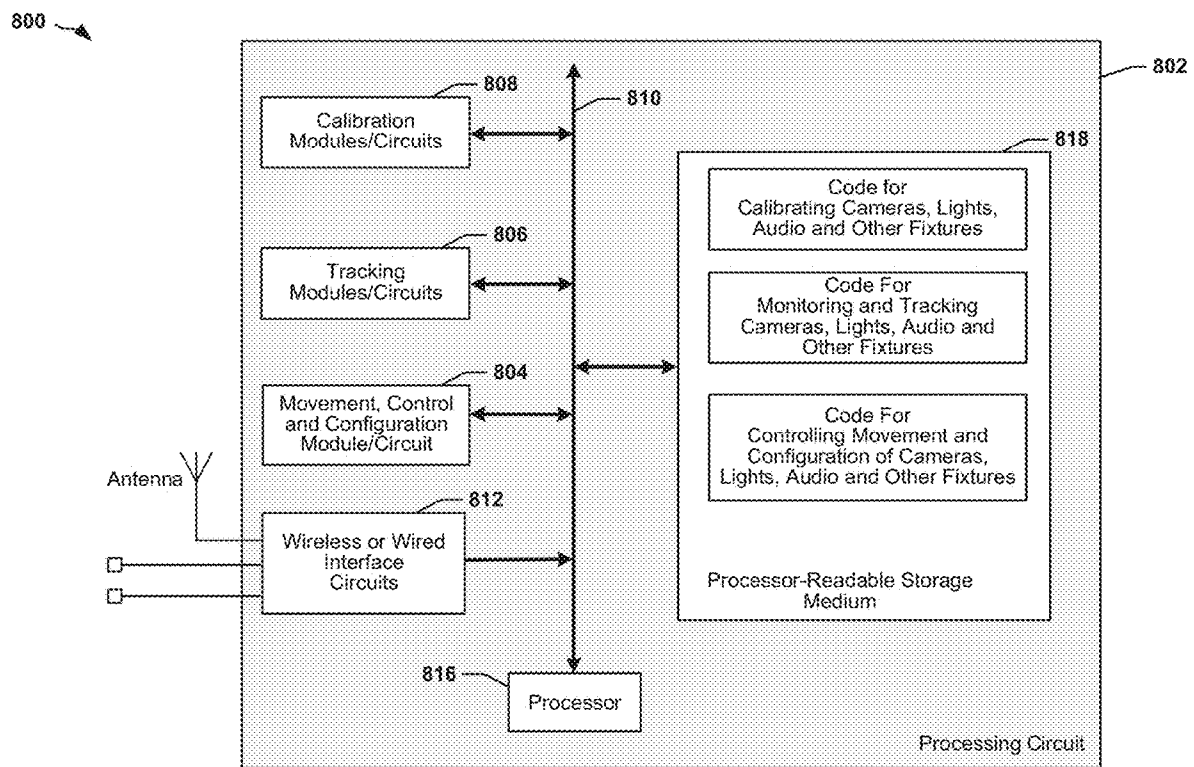 800
802
808
810
Calibration
Modules/Circuits
818
Code for
Calibrating Cameras, Lights,
Audio and Other Fixtures
806
Tracking
Modules/Circuits
Code For
Monitoring and Tracking
Cameras, Lights, Audio and
Other Fixtures
804
Movement, Control
and Configuration
Module/Circuit
Code For
Controlling Movement and
Configuration of Cameras,
Lights, Audio and Other Fixtures
Antenna
812
Wireless or Wired
Interface
Circuits
Processor-Readable Storage
Medium
816
Processor
Processing Circuit